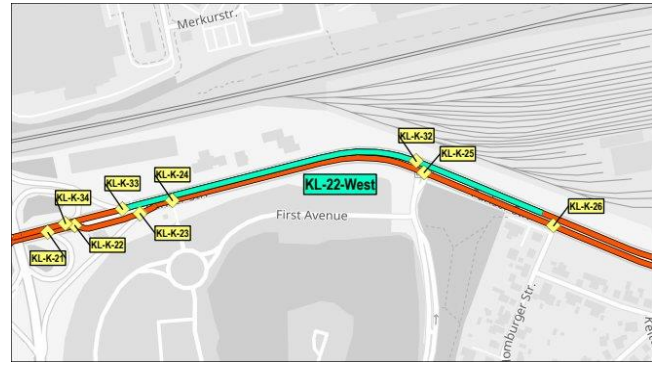 Merkurstr.
KL-K-32
KL-K-25
KL-K-24
KL-22-West
KL-K-33
KL-K-34
First Avenue
KL-K-26
KL-K-22
KL-K-23
KL-K-21
omburger Str.